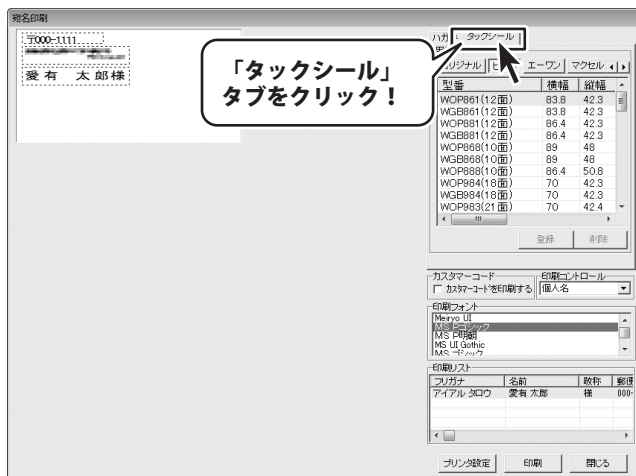 宛名印刷
〒000-1111
愛有 太郎様
「タックシール」
タブをクリック！
タックシール
エーワン マクセル
型番 横幅 縦幅
WOP861(12面) 83.8 42.3
WGB861(12面) 83.8 42.3
WOP881(12面) 86.4 42.3
WGB881(12面) 86.4 42.3
WOP868(10面) 89 48
WGB868(10面) 89 48
WOP888(10面) 86.4 50.8
WOP984(18面) 70 42.3
WGB984(18面) 70 42.3
WOP983(21面) 70 42.4
登録 削除
カスタマーコード
カスタマーコードを印刷する
印刷コントロール
個人名
印刷フォント
Meiryo UI
MS Pゴシック
MS P明朝
MS UI Gothic
MS ゴシック
印刷リスト
フリガナ 名前 敬称 郵便
アイアル タロウ 愛有 太郎 様 000-
プリンタ設定 印刷 閉じる